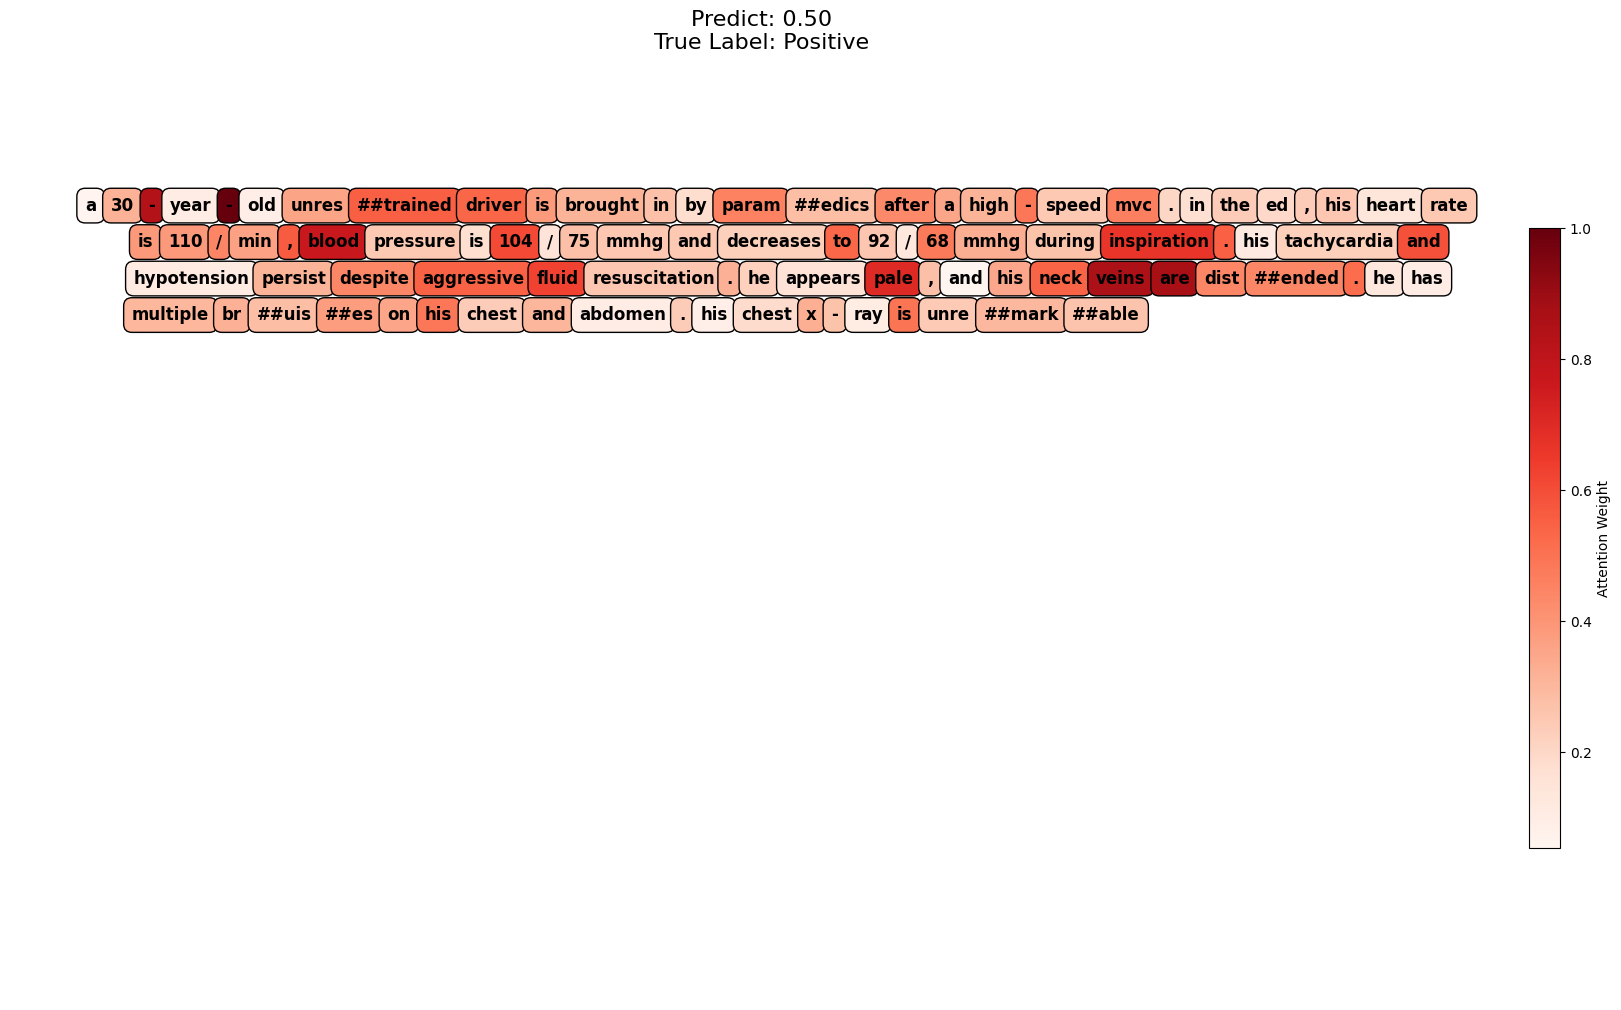 Predict: 0.50
True Label: Positive
a 30 - year - old unres ##trained driver is brought in by param ##edics after a high - speed mvc . in the ed , his heart rate
is 110 / min , blood pressure is 104 / 75 mmhg and decreases to 92 / 68 mmhg during inspiration . his tachycardia and
hypotension persist despite aggressive fluid resuscitation . he appears pale , and his neck veins are dist ##ended . he has
multiple br ##uis ##es on his chest and abdomen . his chest x - ray is unre ##mark ##able
1.0
0.8
0.6
0.4
0.2
Attention Weight